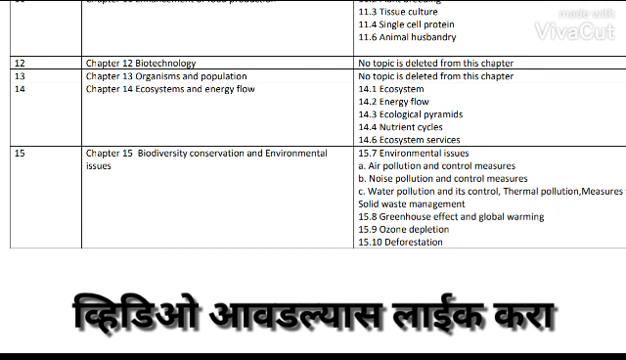 11.3 Tissue culture
made with
11.4 Single cell protein
VivaCut
11.6 Animal husbandry
12 Chapter 12 Biotechnology No topic is deleted from this chapter
13 Chapter 13 Organisms and population No topic is deleted from this chapter
14 Chapter 14 Ecosystems and energy flow 14.1 Ecosystem
14.2 Energy flow
14.3 Ecological pyramids
14.4 Nutrient cycles
14.6 Ecosystem services
15 Chapter 15 Biodiversity conservation and Environmental 15.7 Environmental issues
issues a. Air pollution and control measures
b. Noise pollution and control measures
c. Water pollution and its control, Thermal pollution,Measures
Solid waste management
15.8 Greenhouse effect and global warming
15.9 Ozone depletion
15.10 Deforestation
व्हिडिओ आवडल्यास लाईक करा